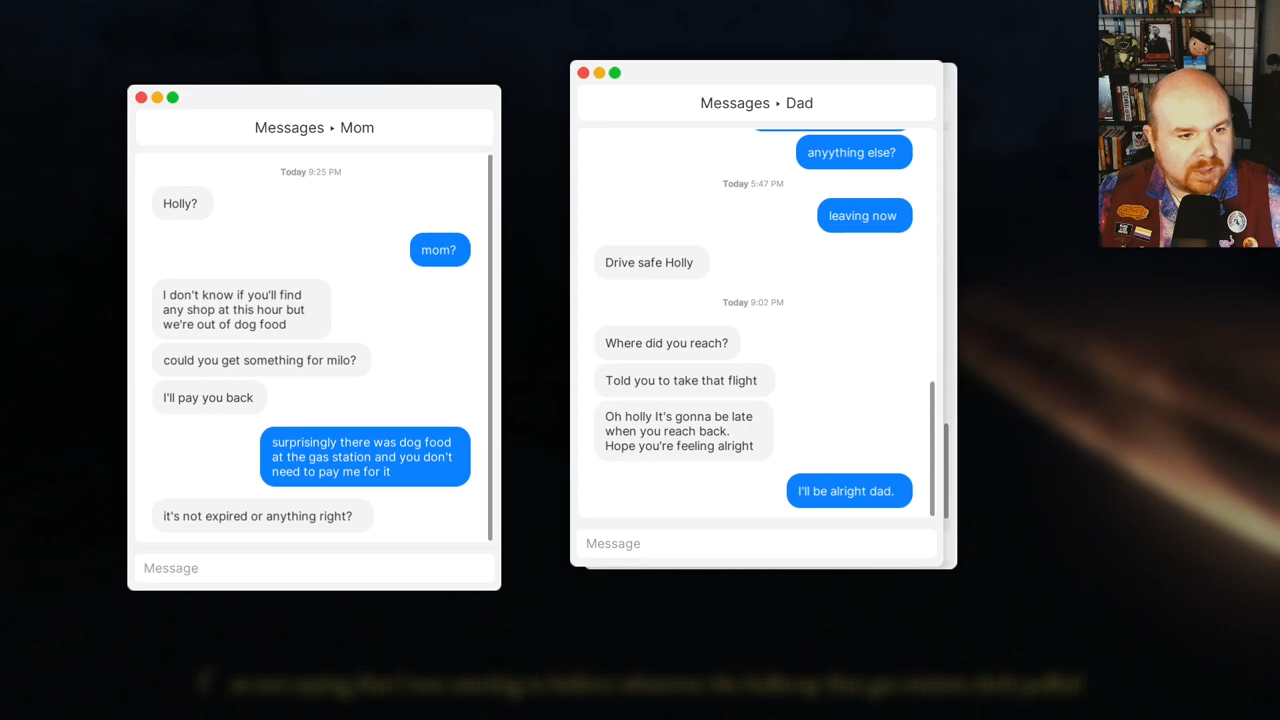 Messages ‣ Mom
Today 9:25 PM
Holly?
mom?
I don't know if you'll find
any shop at this hour but
we're out of dog food
could you get something for milo?
I'll pay you back
surprisingly there was dog food
at the gas station and you don't
need to pay me for it
it's not expired or anything right?
Message
Messages ‣ Dad
anyything else?
Today 5:47 PM
leaving now
Drive safe Holly
Today 9:02 PM
Where did you reach?
Told you to take that flight
Oh holly It's gonna be late
when you reach back.
Hope you're feeling alright
I'll be alright dad.
Message